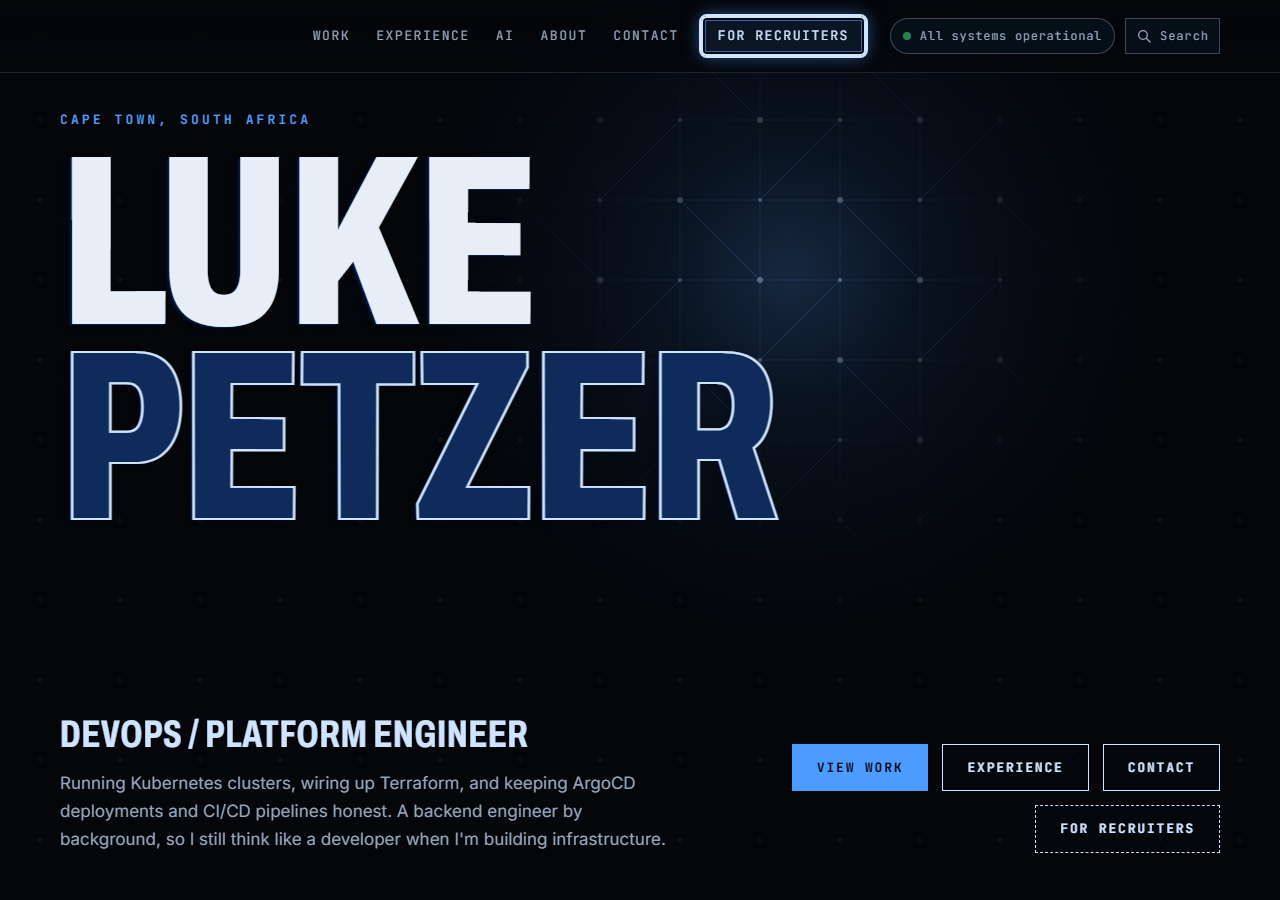 WORK EXPERIENCE AI ABOUT CONTACT FOR RECRUITERS All systems operational Search
CAPE TOWN, SOUTH AFRICA
LUKE
PETZER
DEVOPS / PLATFORM ENGINEER
Running Kubernetes clusters, wiring up Terraform, and keeping ArgoCD
deployments and CI/CD pipelines honest. A backend engineer by
background, so I still think like a developer when I'm building infrastructure.
VIEW WORK EXPERIENCE CONTACT
FOR RECRUITERS